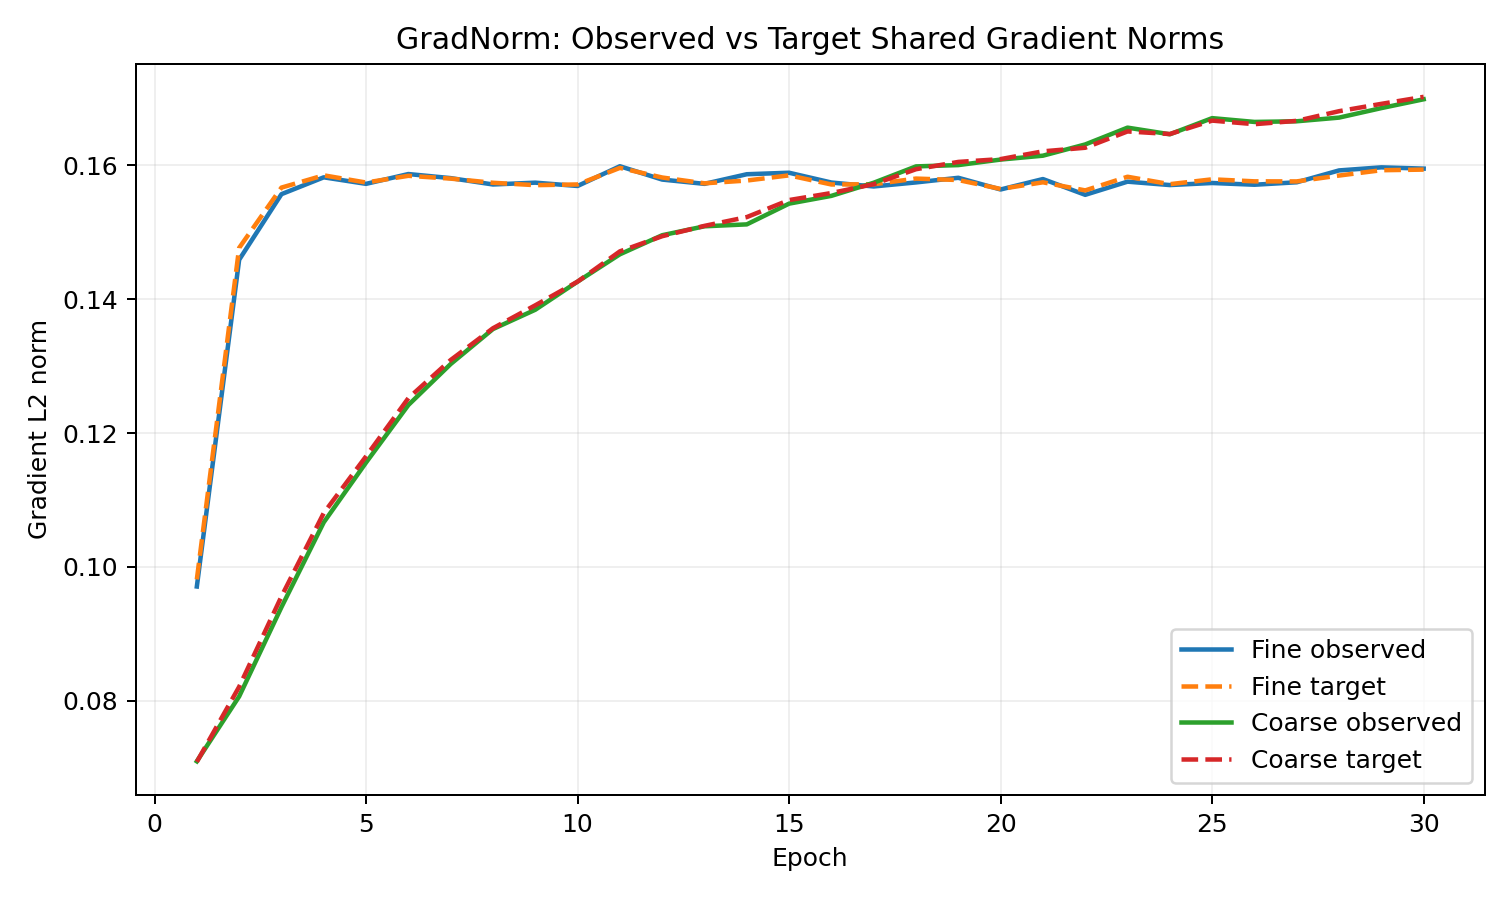 GradNorm: Observed vs Target Shared Gradient Norms
Gradient L2 norm
0.16
0.14
0.12
0.10
0.08
0 5 10 15 20 25 30
Epoch
Fine observed
Fine target
Coarse observed
Coarse target